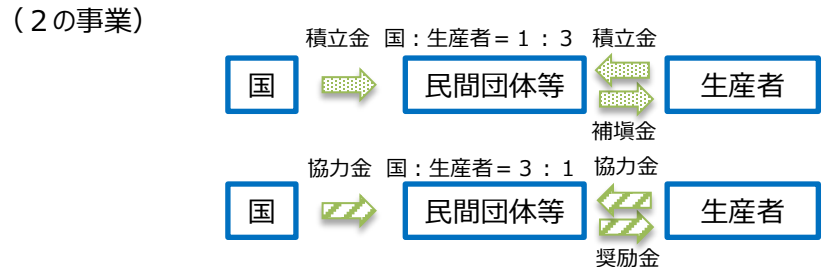 （２の事業）
積立金 国：生産者＝１：３ 積立金
国 民間団体等 生産者
補塡金
協力金 国：生産者＝３：１ 協力金
国 民間団体等 生産者
奨励金